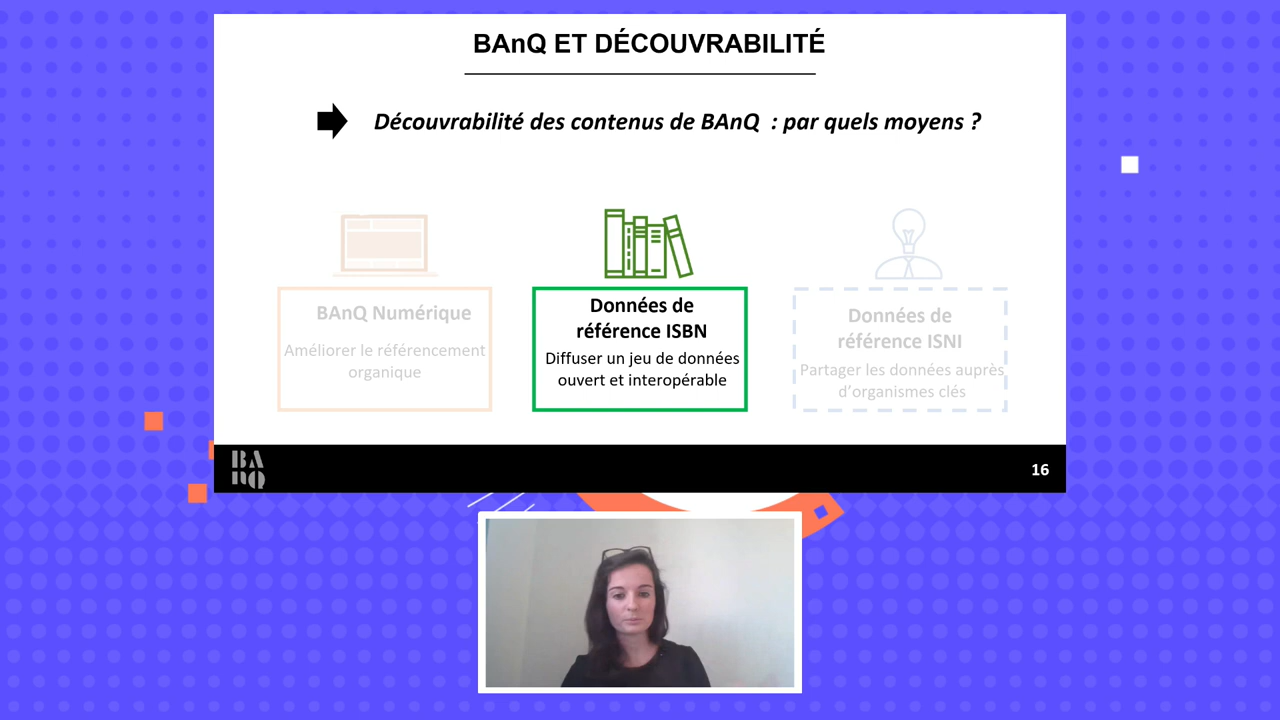 BAnQ ET DÉCOUVRABILITÉ
Découvrabilité des contenus de BAnQ : par quels moyens ?
BAnQ Numérique
Améliorer le référencement
organique
Données de
référence ISBN
Diffuser un jeu de données
ouvert et interopérable
Données de
référence ISNI
Partager les données auprès
d’organismes clés
BA
nQ
16